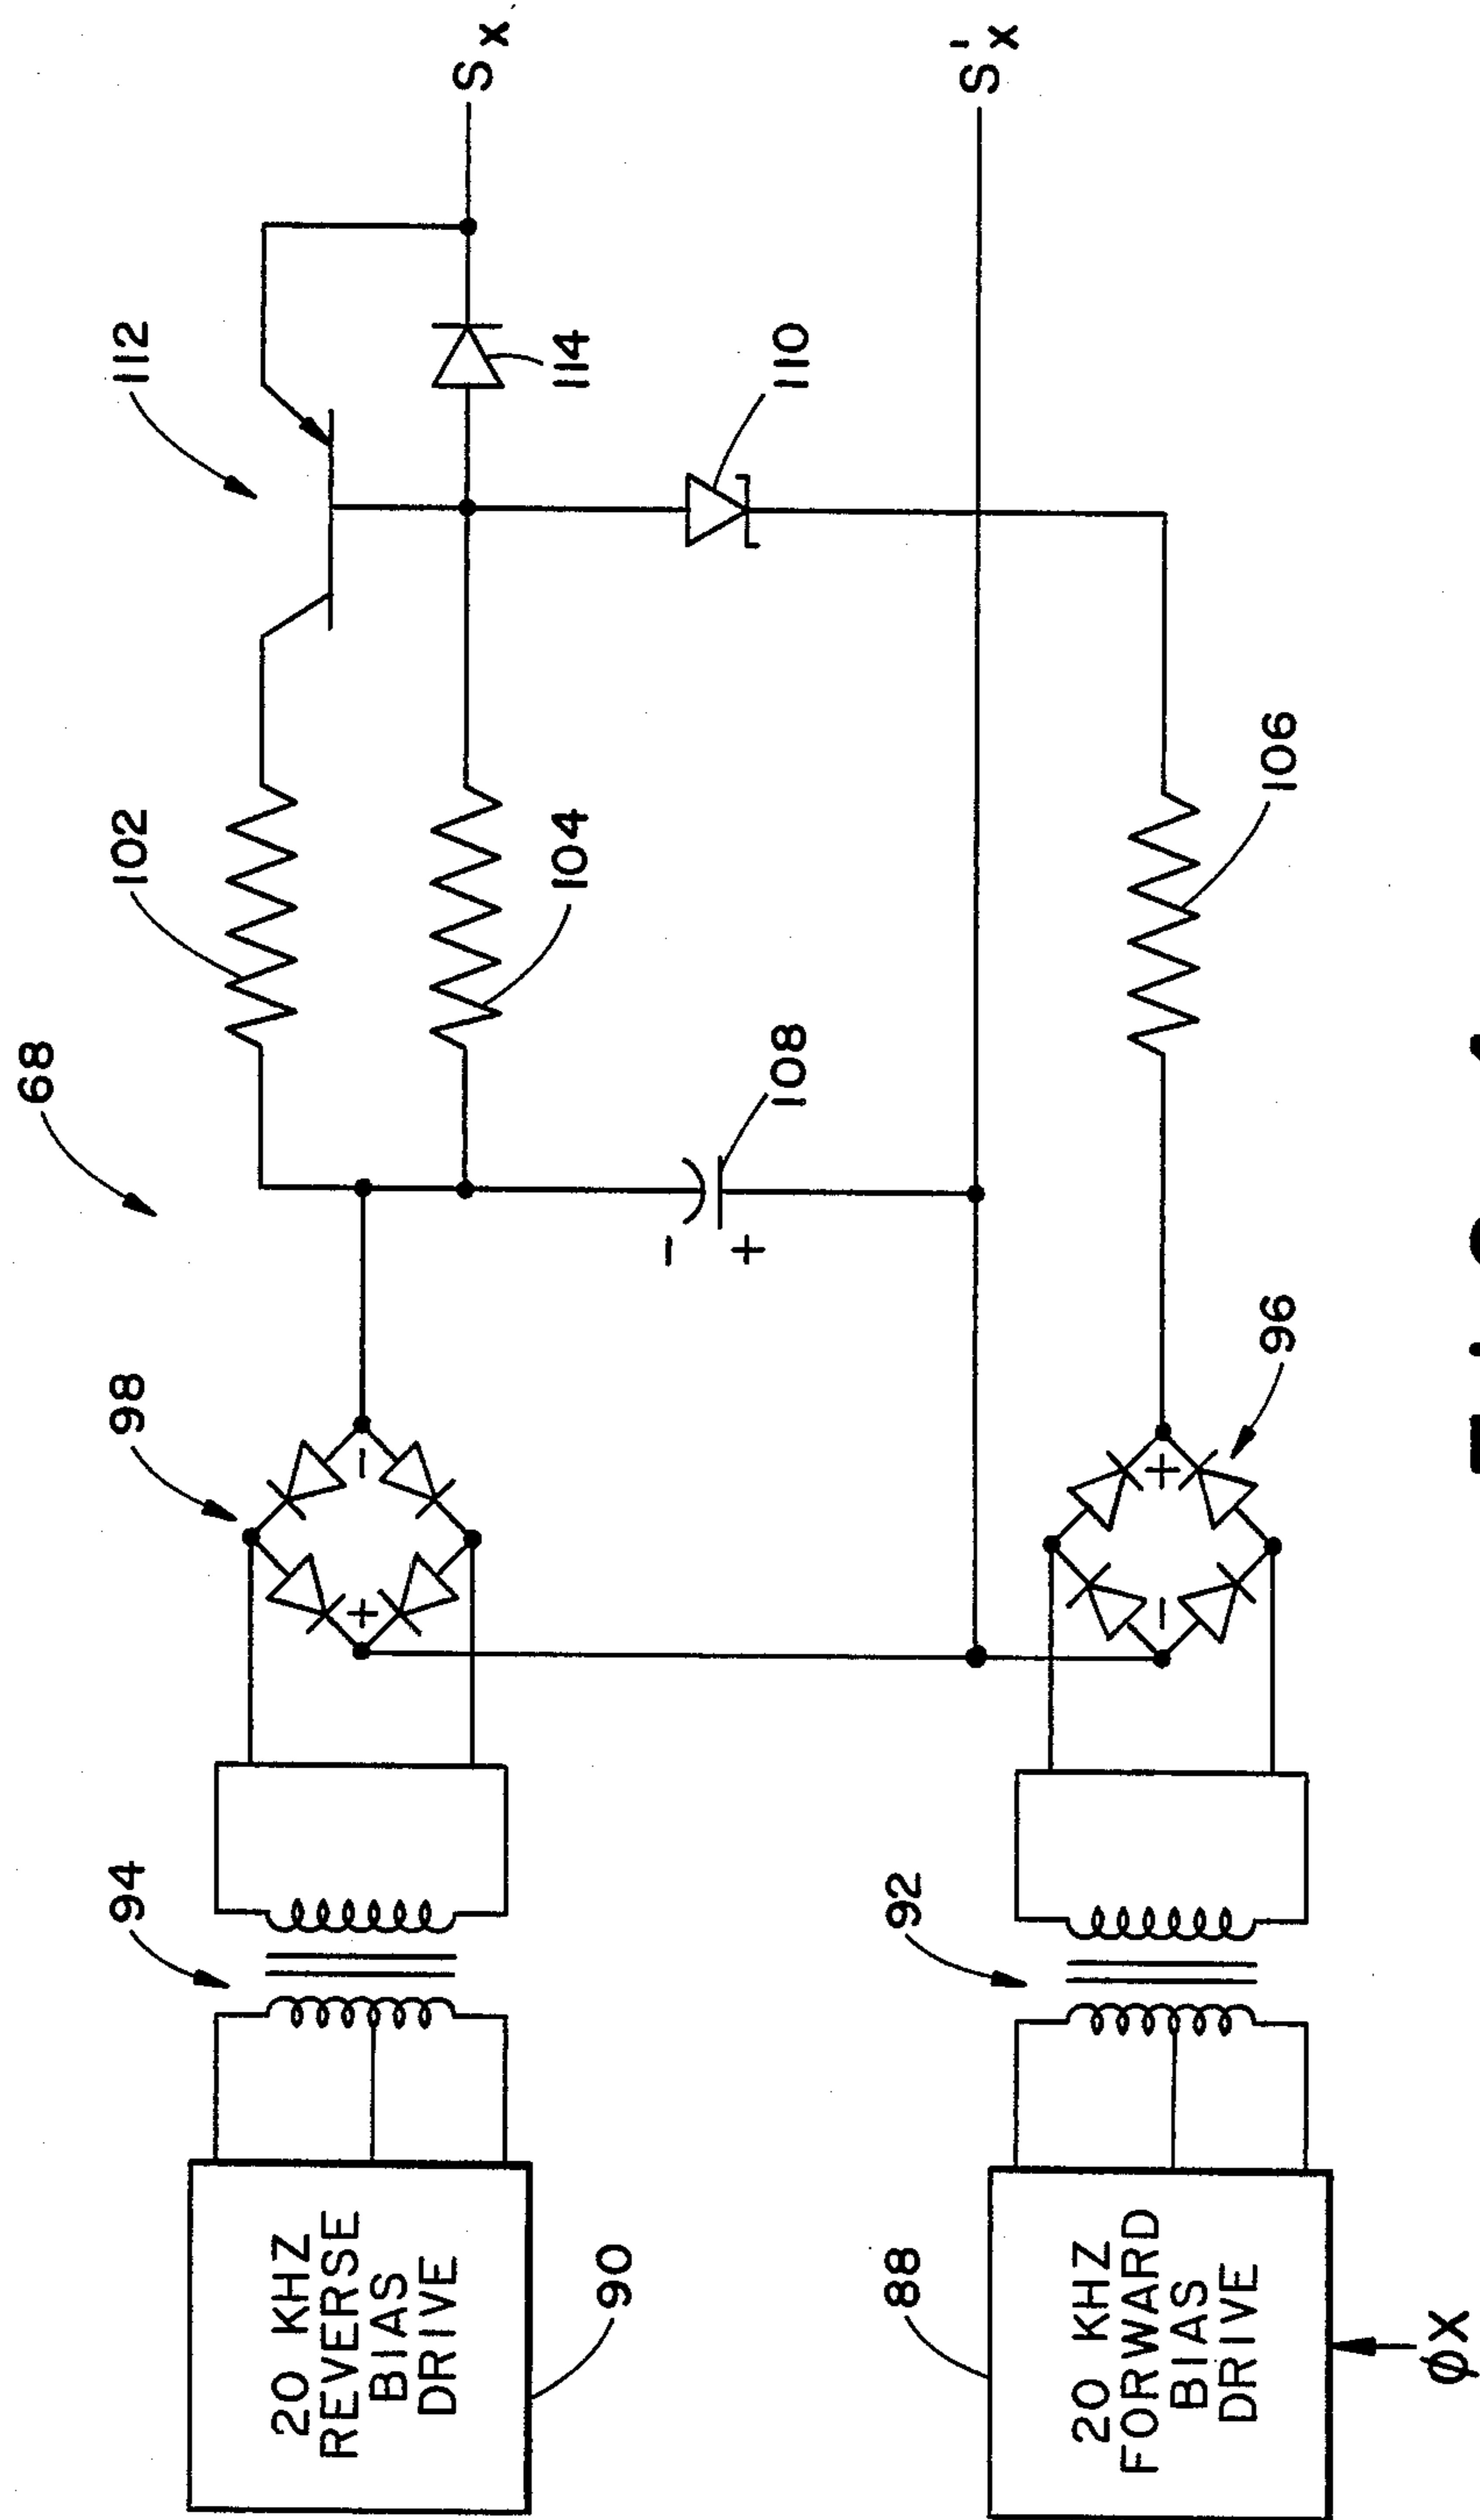 68
20 KHZ
REVERSE
BIAS
DRIVE
90
94
98
+
-
102
104
112
114
Sx
-
+
108
110
S'x
20 KHZ
FORWARD
BIAS
DRIVE
88
92
-
+
96
106
φX